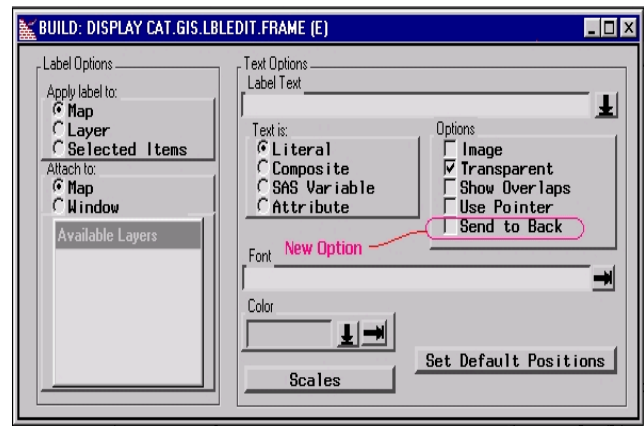 BUILD: DISPLAY CAT.GIS.LBLEDIT.FRAME (E)
Label Options
Apply label to:
Map
Layer
Selected Items
Attach to:
Map
Window
Available Layers
Text Options
Label Text
Text is:
Literal
Composite
SAS Variable
Attribute
Options
Image
Transparent
Show Overlaps
Use Pointer
Send to Back
New Option
Font
Color
Scales
Set Default Positions